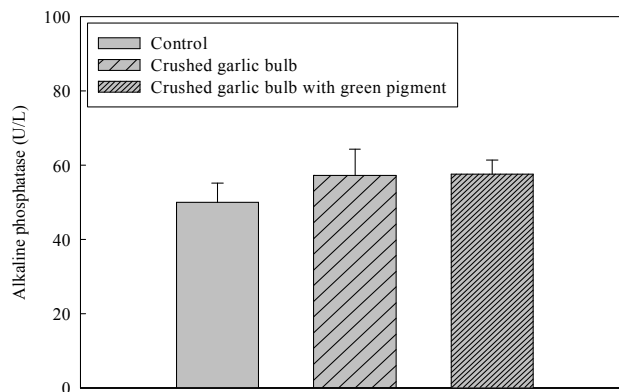 100
80
60
40
20
0
Alkaline phosphatase (U/L)
Control
Crushed garlic bulb
Crushed garlic bulb with green pigment